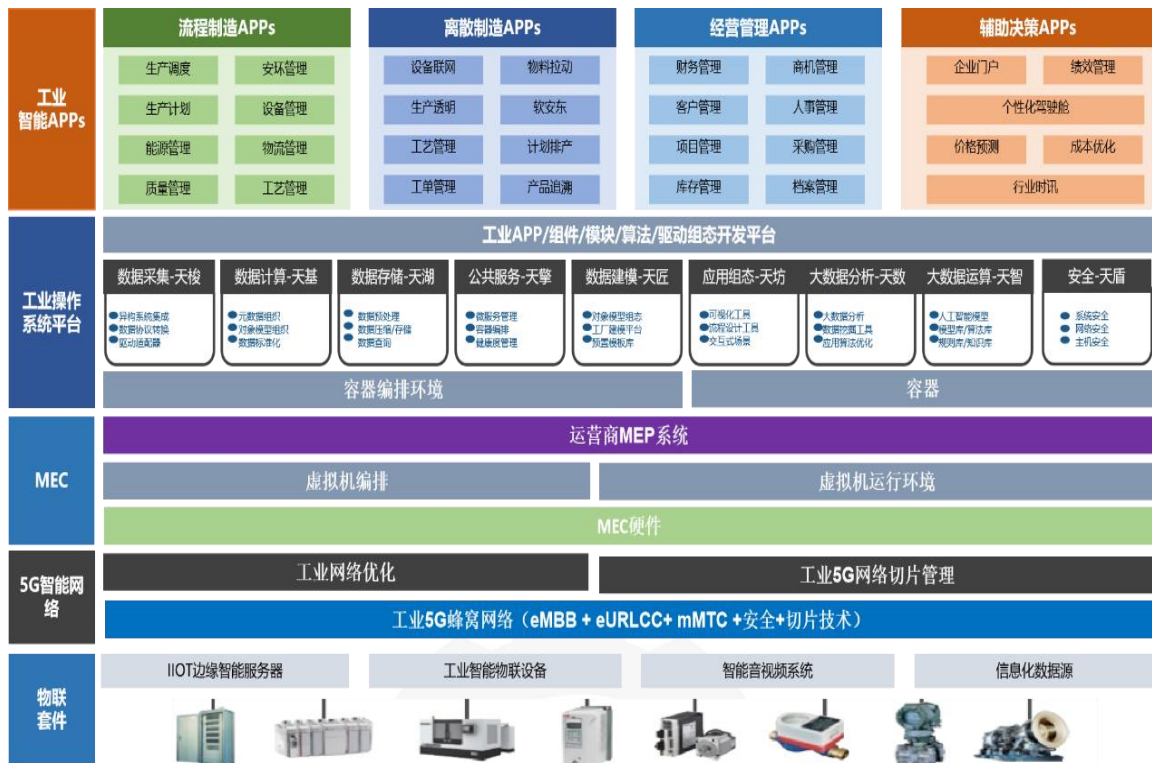 工业
智能APPs
流程制造APPs
生产调度 安环管理
生产计划 设备管理
能源管理 物流管理
质量管理 工艺管理
离散制造APPs
设备联网 物料拉动
生产透明 软安东
工艺管理 计划排产
工单管理 产品追溯
经营管理APPs
财务管理 商机管理
客户管理 人事管理
项目管理 采购管理
库存管理 档案管理
辅助决策APPs
企业门户 绩效管理
个性化驾驶舱
价格预测 成本优化
行业时讯
工业操作
系统平台
工业APP/组件/模块/算法/驱动组态开发平台
数据采集-天梭
异构系统集成
数据协议转换
驱动适配器
数据计算-天基
元数据组织
对象模型组织
数据标准化
数据存储-天湖
数据预处理
数据压缩/存储
数据查询
公共服务-天擎
微服务管理
容器编排
健康度管理
数据建模-天匠
对象模型组态
工厂建模平台
预置模板库
应用组态-天坊
可视化工具
流程设计工具
交互式场景
大数据分析-天数
大数据分析
数据挖掘工具
应用算法优化
大数据运算-天智
人工智能模型
模型库/算法库
规则库/知识库
安全-天盾
系统安全
网络安全
主机安全
容器编排环境
容器
MEC
运营商MEP系统
虚拟机编排
虚拟机运行环境
MEC硬件
5G智能网
络
工业网络优化
工业5G网络切片管理
工业5G蜂窝网络（eMBB + eURLCC+ mMTC +安全+切片技术）
物联
套件
IIOT边缘智能服务器
工业智能物联设备
智能音视频系统
信息化数据源